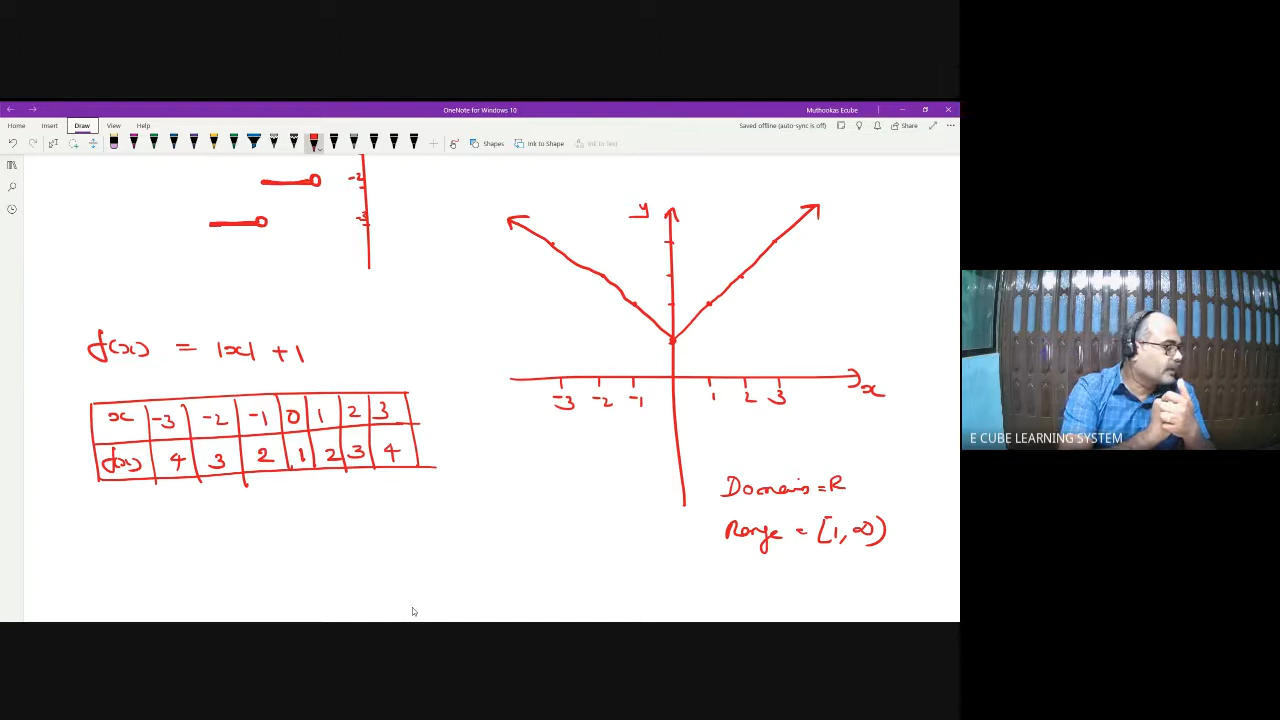 OneNote for Windows 10
Muthookas Ecube
Home Insert Draw View Help
Saved offline (auto-sync is off) Share
Shapes Ink to Shape Ink to Text
-2
-3
y
f(x) = |x| + 1
x -3 -2 -1 0 1 2 3
f(x) 4 3 2 1 2 3 4
-3 -2 -1 1 2 3 x
Domain = R
Range = [1, ∞)
E CUBE LEARNING SYSTEM